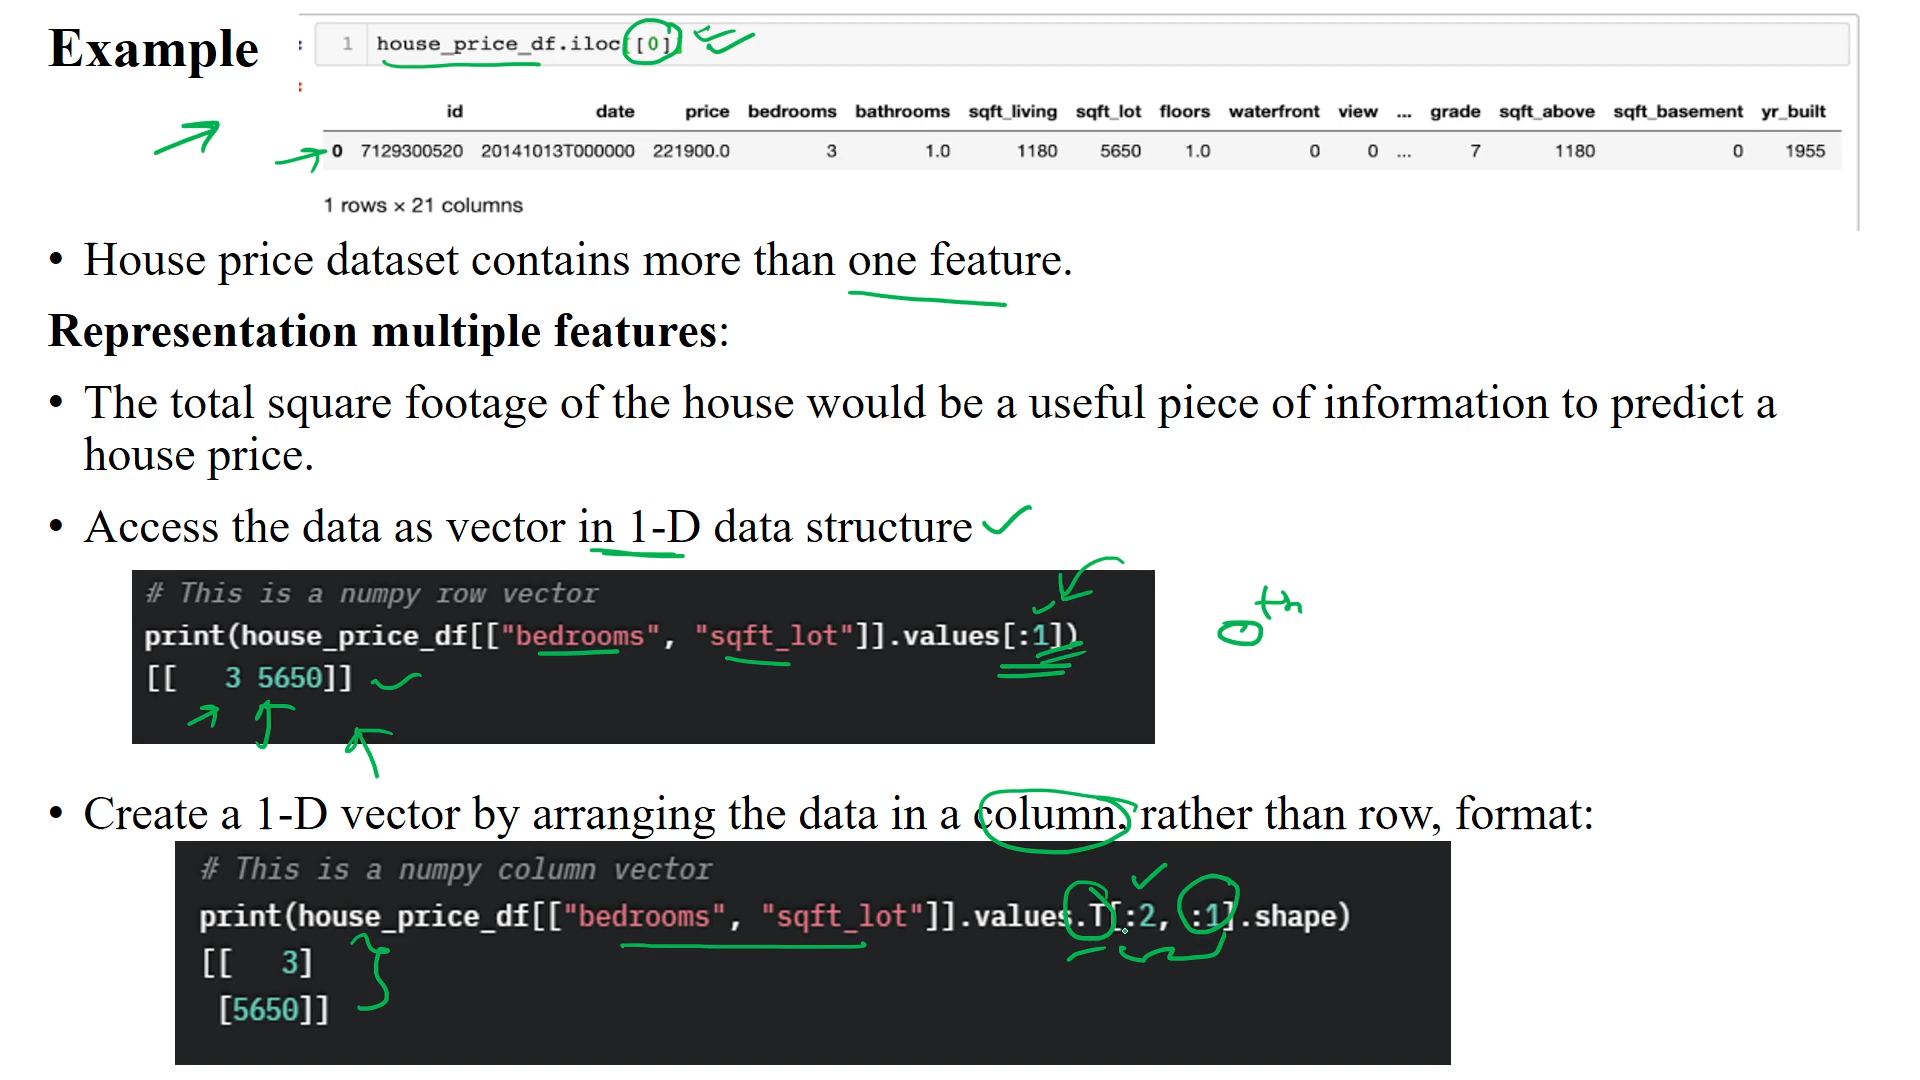 Example
1 house_price_df.iloc[[0]]
id date price bedrooms bathrooms sqft_living sqft_lot floors waterfront view ... grade sqft_above sqft_basement yr_built
0 7129300520 20141013T000000 221900.0 3 1.0 1180 5650 1.0 0 0 ... 7 1180 0 1955
1 rows × 21 columns
• House price dataset contains more than one feature.
Representation multiple features:
• The total square footage of the house would be a useful piece of information to predict a
house price.
• Access the data as vector in 1-D data structure
# This is a numpy row vector
print(house_price_df[["bedrooms", "sqft_lot"]].values[:1])
0th
[[ 3 5650]]
• Create a 1-D vector by arranging the data in a column, rather than row, format:
# This is a numpy column vector
print(house_price_df[["bedrooms", "sqft_lot"]].values.T[:2, :1].shape)
[[ 3]
[5650]]